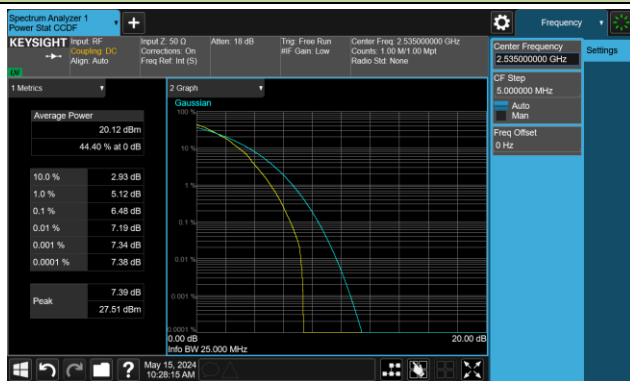 Spectrum Analyzer 1
Power Stat CCDF
+
Frequency
KEYSIGHT
Input: RF
Coupling: DC
Align: Auto
Input Z: 50 Ω
Corrections: On
Freq Ref: Int (S)
Atten: 18 dB
Trig: Free Run
#IF Gain: Low
Center Freq: 2.535000000 GHz
Counts: 1.00 M/1.00 Mpt
Radio Std: None
Center Frequency
2.535000000 GHz
Settings
CF Step
5.000000 MHz
Auto
Man
Freq Offset
0 Hz
1 Metrics
Average Power
20.12 dBm
44.40 % at 0 dB
10.0 % 2.93 dB
1.0 % 5.12 dB
0.1 % 6.48 dB
0.01 % 7.19 dB
0.001 % 7.34 dB
0.0001 % 7.38 dB
Peak
7.39 dB
27.51 dBm
2 Graph
Gaussian
100 %
10 %
1 %
0.1 %
0.01 %
0.001 %
0.0001 %
0.00 dB
20.00 dB
Info BW 25.000 MHz
?
May 15, 2024
10:28:15 AM